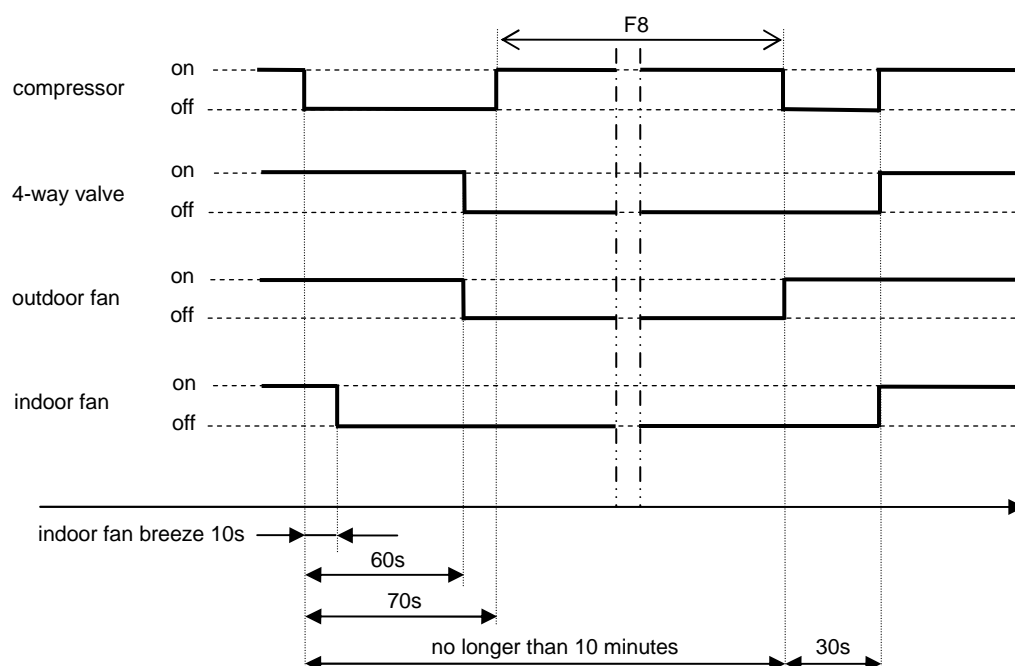 F8
on
compressor
off
on
4-way valve
off
on
outdoor fan
off
on
indoor fan
off
indoor fan breeze 10s
60s
70s
no longer than 10 minutes
30s